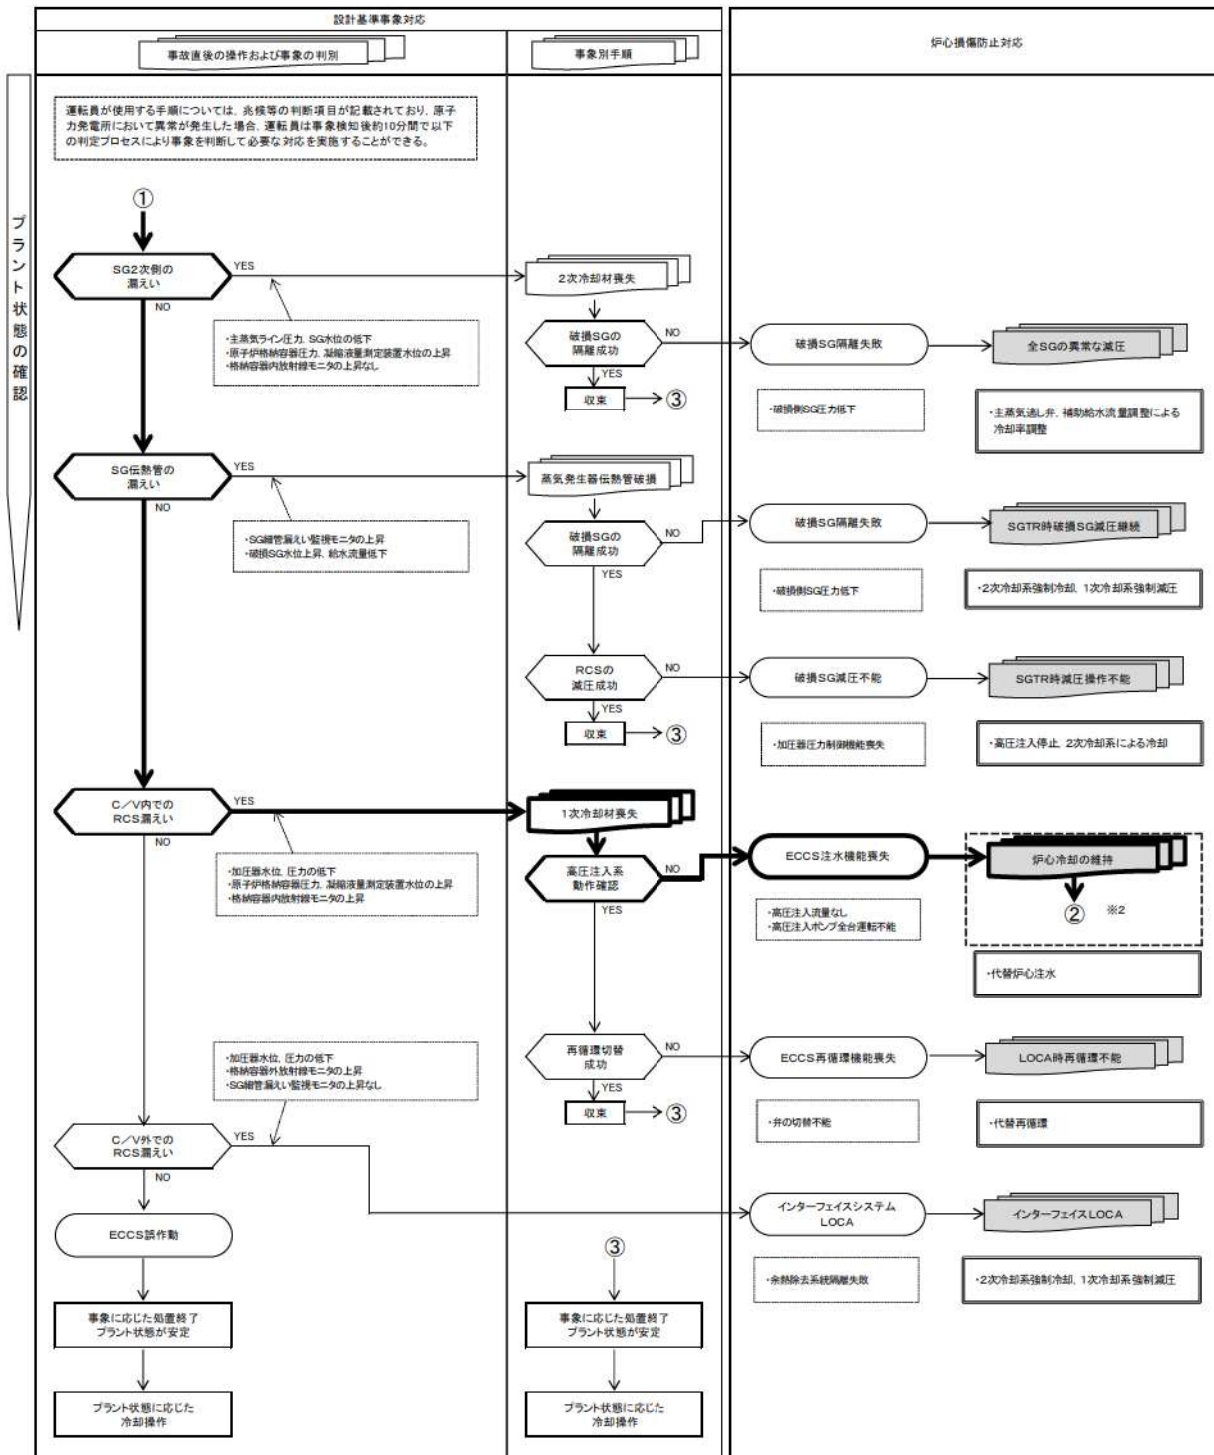 設計基準事象対応
炉心損傷防止対応
事故直後の操作および事象の判別
事象別手順
プラント状態の確認
運転員が使用する手順については、兆候等の判断項目が記載されており、原子
力発電所において異常が発生した場合、運転員は事象検知後約10分間で以下
の判定プロセスにより事象を判断して必要な対応を実施することができる。
①
SG2次側の
漏えい
YES
NO
・主蒸気ライン圧力、SG水位の低下
・原子炉格納容器圧力、凝縮液量測定装置水位の上昇
・格納容器内放射線モニタの上昇なし
2次冷却材喪失
破損SGの
隔離成功
NO
YES
収束
③
破損SG隔離失敗
・破損側SG圧力低下
全SGの異常な減圧
・主蒸気逃し弁、補助給水流量調整による
冷却率調整
SG伝熱管の
漏えい
YES
NO
・SG細管漏えい監視モニタの上昇
・破損SG水位上昇、給水流量低下
蒸気発生器伝熱管破損
破損SGの
隔離成功
NO
YES
破損SG隔離失敗
・破損側SG圧力低下
SGTR時破損SG減圧継続
・2次冷却系強制冷却、1次冷却系強制減圧
RCSの
減圧成功
NO
YES
収束
③
破損SG減圧不能
・加圧器圧力制御機能喪失
SGTR時減圧操作不能
・高圧注入停止、2次冷却系による冷却
C/V内での
RCS漏えい
YES
NO
・加圧器水位、圧力の低下
・原子炉格納容器圧力、凝縮液量測定装置水位の上昇
・格納容器内放射線モニタの上昇
1次冷却材喪失
高圧注入系
動作確認
NO
YES
ECCS注水機能喪失
・高圧注入流量なし
・高圧注入ポンプ全台運転不能
炉心冷却の維持
② ※2
・代替炉心注水
再循環切替
成功
NO
YES
収束
③
ECCS再循環機能喪失
・弁の切替不能
LOCA時再循環不能
・代替再循環
・加圧器水位、圧力の低下
・格納容器外放射線モニタの上昇
・SG細管漏えい監視モニタの上昇なし
C/V外での
RCS漏えい
YES
NO
インターフェイスシステム
LOCA
・余熱除去系統隔離失敗
インターフェイスLOCA
・2次冷却系強制冷却、1次冷却系強制減圧
ECCS誤作動
事象に応じた処置終了
プラント状態が安定
プラント状態に応じた
冷却操作
③
事象に応じた処置終了
プラント状態が安定
プラント状態に応じた
冷却操作